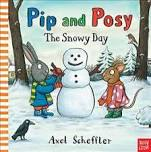 Pip and Posy
The Snowy Day
Axel Scheffler